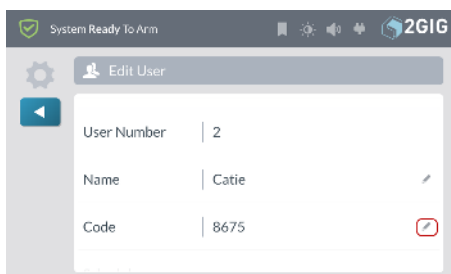 System Ready To Arm
2GIG
Edit User
User Number 2
Name Catie
Code 8675